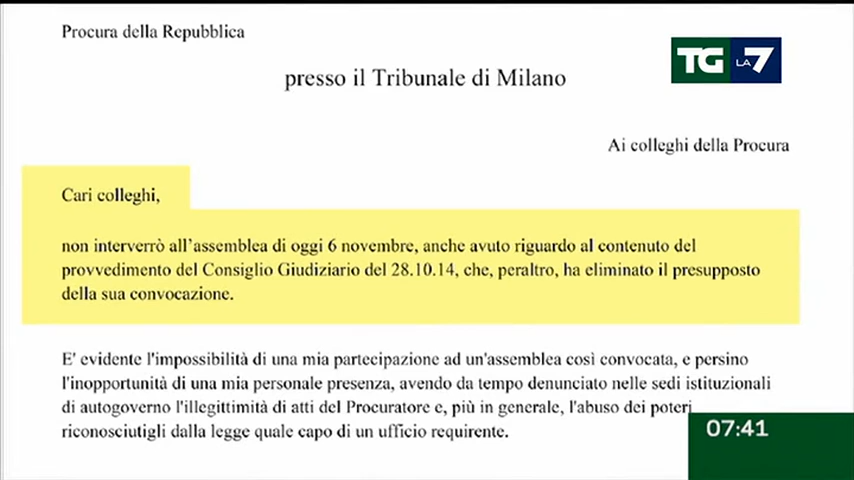 Procura della Repubblica
TG LA 7
presso il Tribunale di Milano
Ai colleghi della Procura
Cari colleghi,
non interverrò all'assemblea di oggi 6 novembre, anche avuto riguardo al contenuto del
provvedimento del Consiglio Giudiziario del 28.10.14, che, peraltro, ha eliminato il presupposto
della sua convocazione.
E' evidente l'impossibilità di una mia partecipazione ad un'assemblea così convocata, e persino
l'inopportunità di una mia personale presenza, avendo da tempo denunciato nelle sedi istituzionali
di autogoverno l'illegittimità di atti del Procuratore e, più in generale, l'abuso dei poteri
riconosciutigli dalla legge quale capo di un ufficio requirente.
07:41